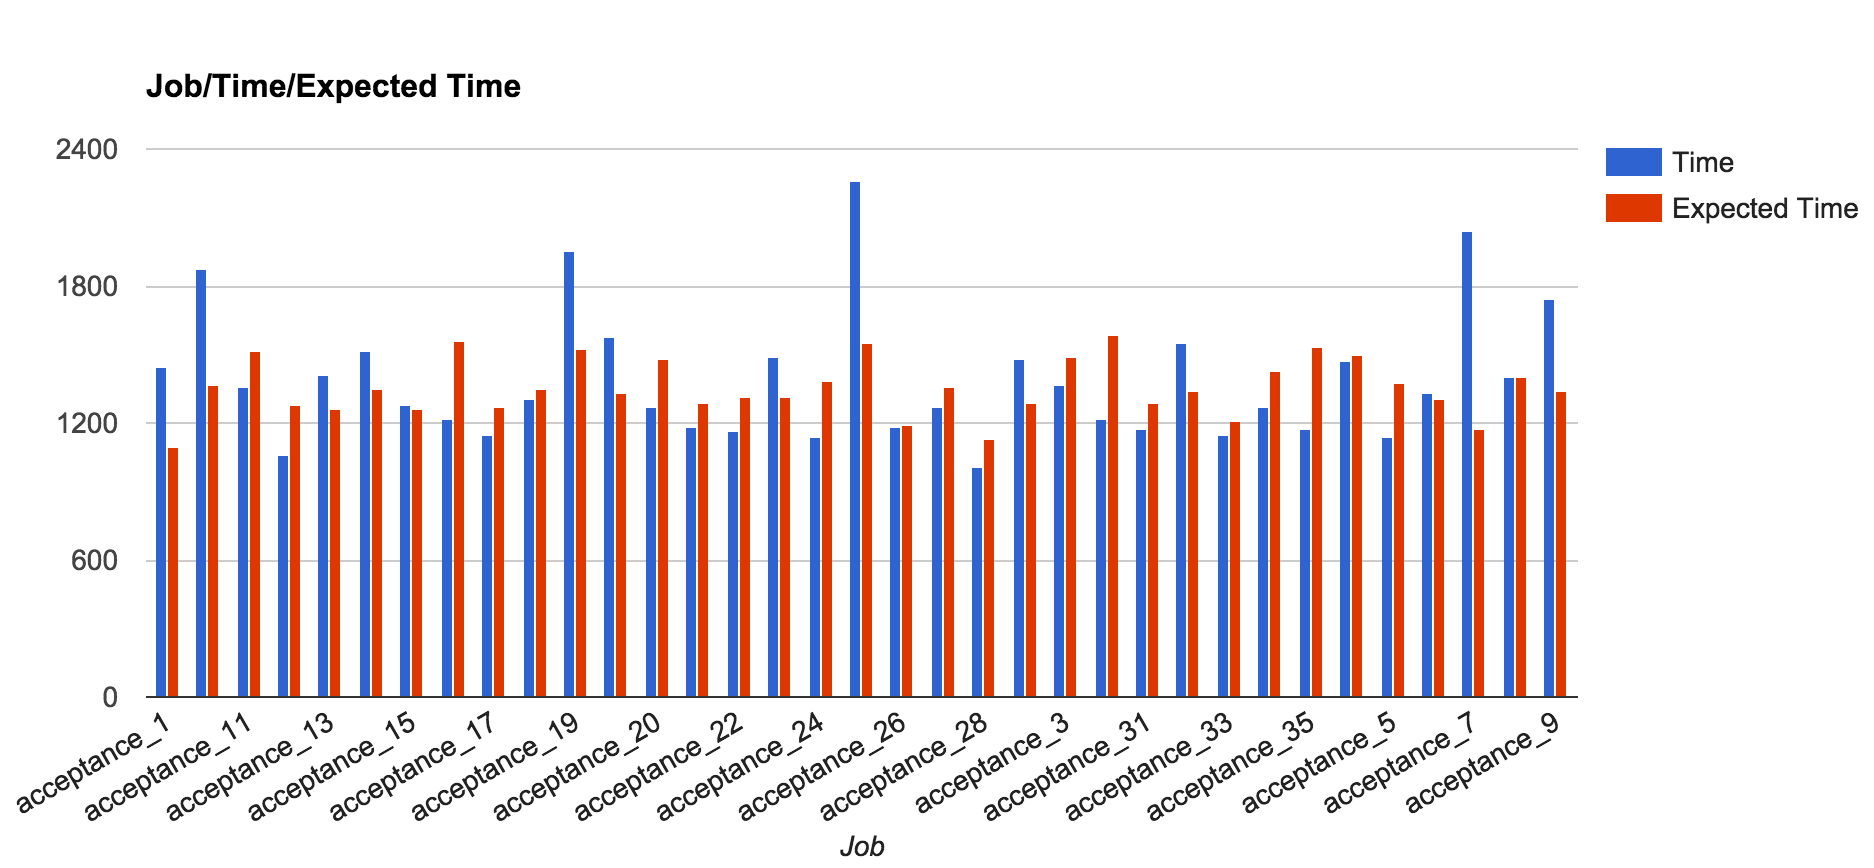 Job/Time/Expected Time
2400
1800
1200
600
0
Time
Expected Time
acceptance_1
acceptance_11
acceptance_13
acceptance_15
acceptance_17
acceptance_19
acceptance_20
acceptance_22
acceptance_24
acceptance_26
acceptance_28
acceptance_3
acceptance_31
acceptance_33
acceptance_35
acceptance_5
acceptance_7
acceptance_9
Job